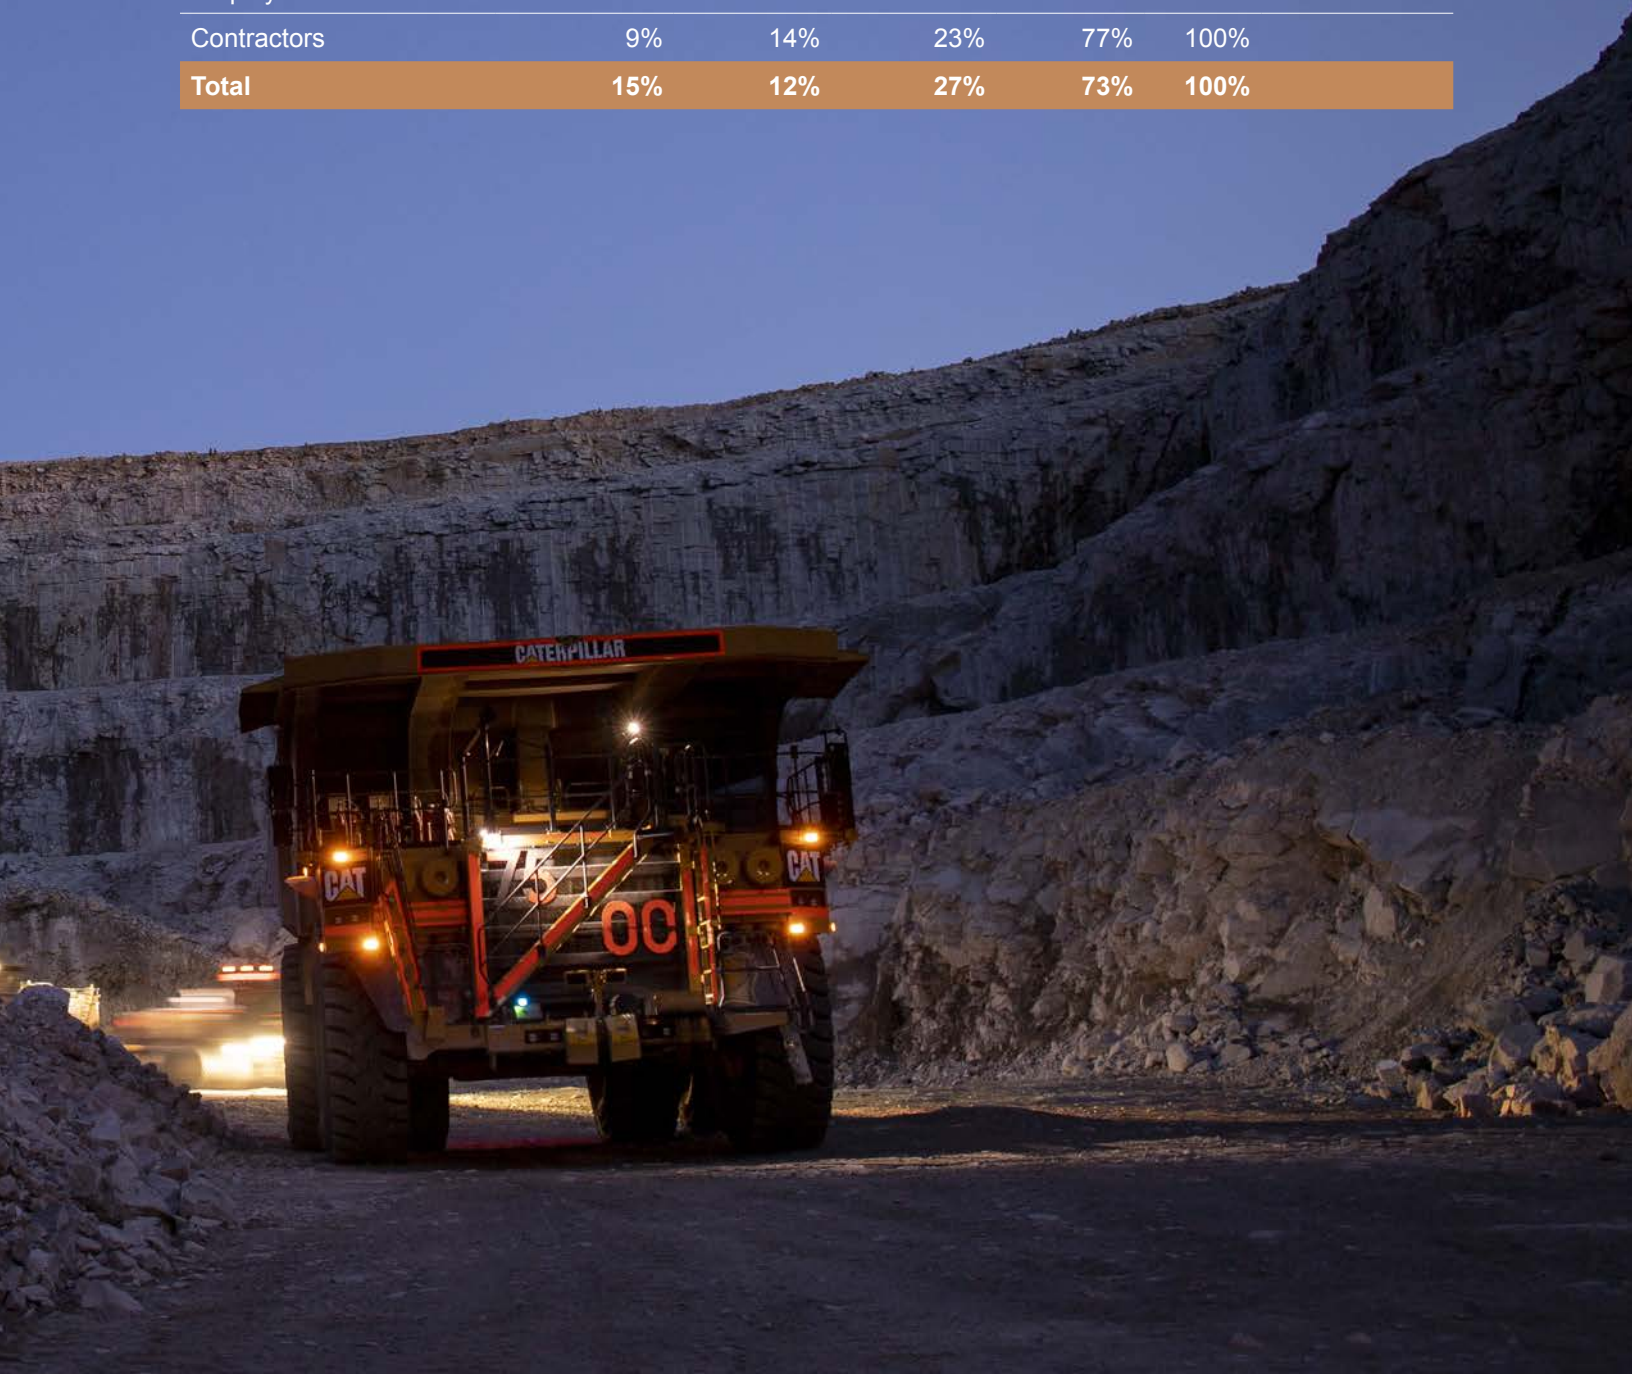 Contractors 9% 14% 23% 77% 100%
Total 15% 12% 27% 73% 100%
CATERPILLAR
CAT
75
CAT
OC